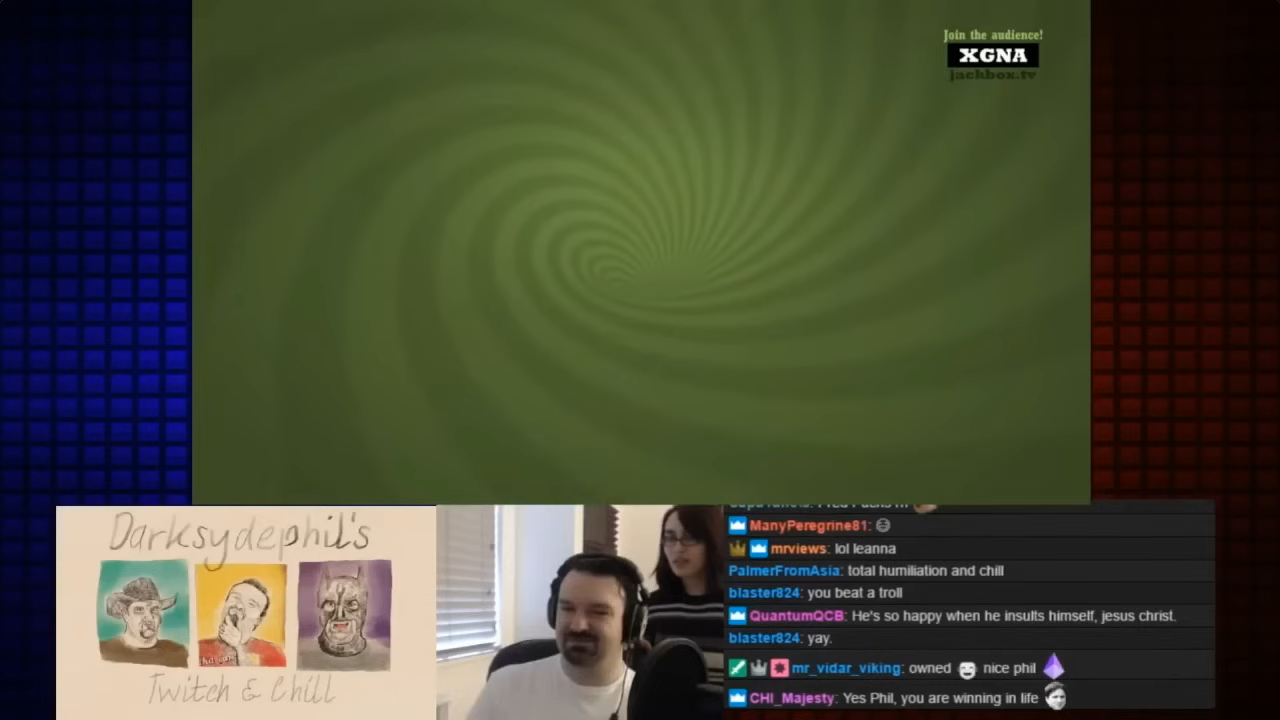 Join the audience!
XGNA
jackbox.tv
Darksydephil's
Twitch & Chill
ManyPeregrine81:
mrviews: lol leanna
PalmerFromAsia: total humiliation and chill
blaster824: you beat a troll
QuantumQCB: He's so happy when he insults himself, jesus christ.
blaster824: yay.
mr_vidar_viking: owned nice phil
CHI_Majesty: Yes Phil, you are winning in life